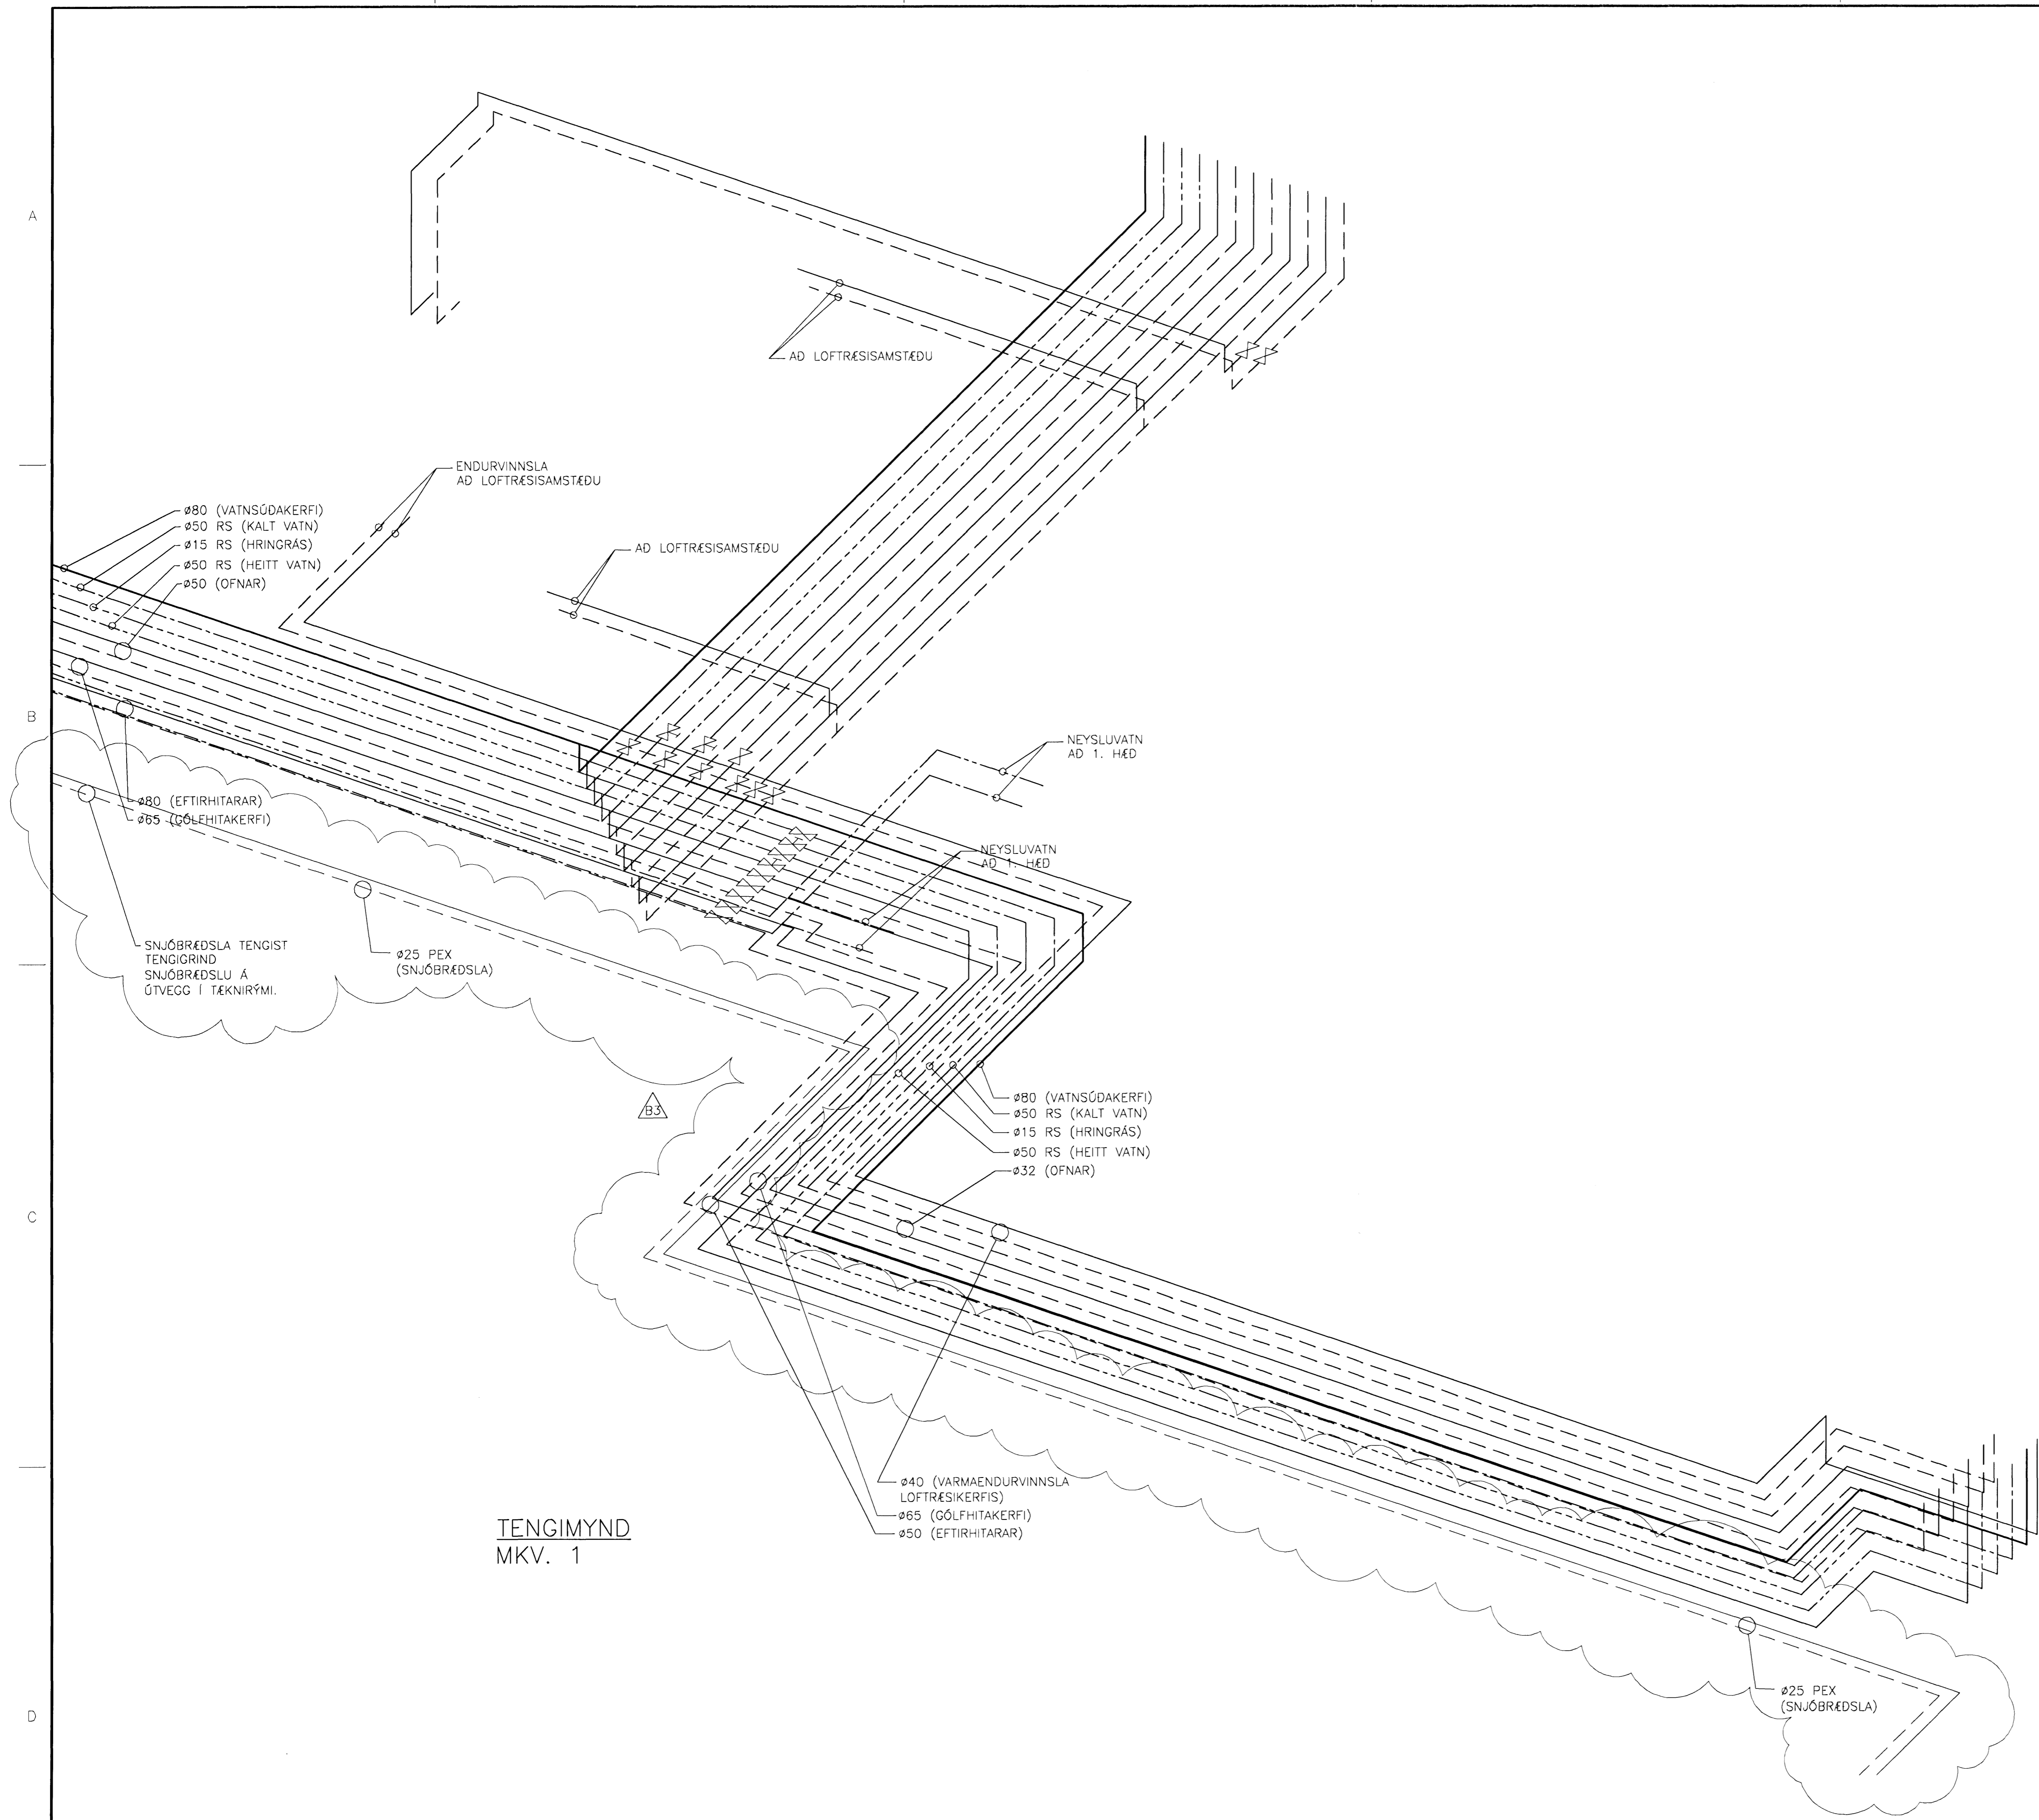 A
AÐ LOFTRÆSISAMSTÆÐU
ENDURVINNSLA
AÐ LOFTRÆSISAMSTÆÐU
ø80 (VATNSÚÐAKERFI)
ø50 RS (KALT VATN)
ø15 RS (HRINGRÁS)
ø50 RS (HEITT VATN)
ø50 (OFNAR)
AÐ LOFTRÆSISAMSTÆÐU
B
NEYSLUVATN
AÐ 1. HÆÐ
ø80 (EFTIRHITARAR)
ø65 (GÓLFHITAKERFI)
NEYSLUVATN
AÐ 1. HÆÐ
SNJÓBRÆÐSLA TENGIST
TENGIGRIND
SNJÓBRÆÐSLU Á
ÚTVEGG Í TÆKNIRÝMI.
ø25 PEX
(SNJÓBRÆÐSLA)
B3
ø80 (VATNSÚÐAKERFI)
ø50 RS (KALT VATN)
ø15 RS (HRINGRÁS)
ø50 RS (HEITT VATN)
ø32 (OFNAR)
C
ø40 (VARMAENDURVINNSLA
LOFTRÆSIKERFIS)
ø65 (GÓLFHITAKERFI)
ø50 (EFTIRHITARAR)
TENGIMYND
MKV. 1
ø25 PEX
(SNJÓBRÆÐSLA)
D